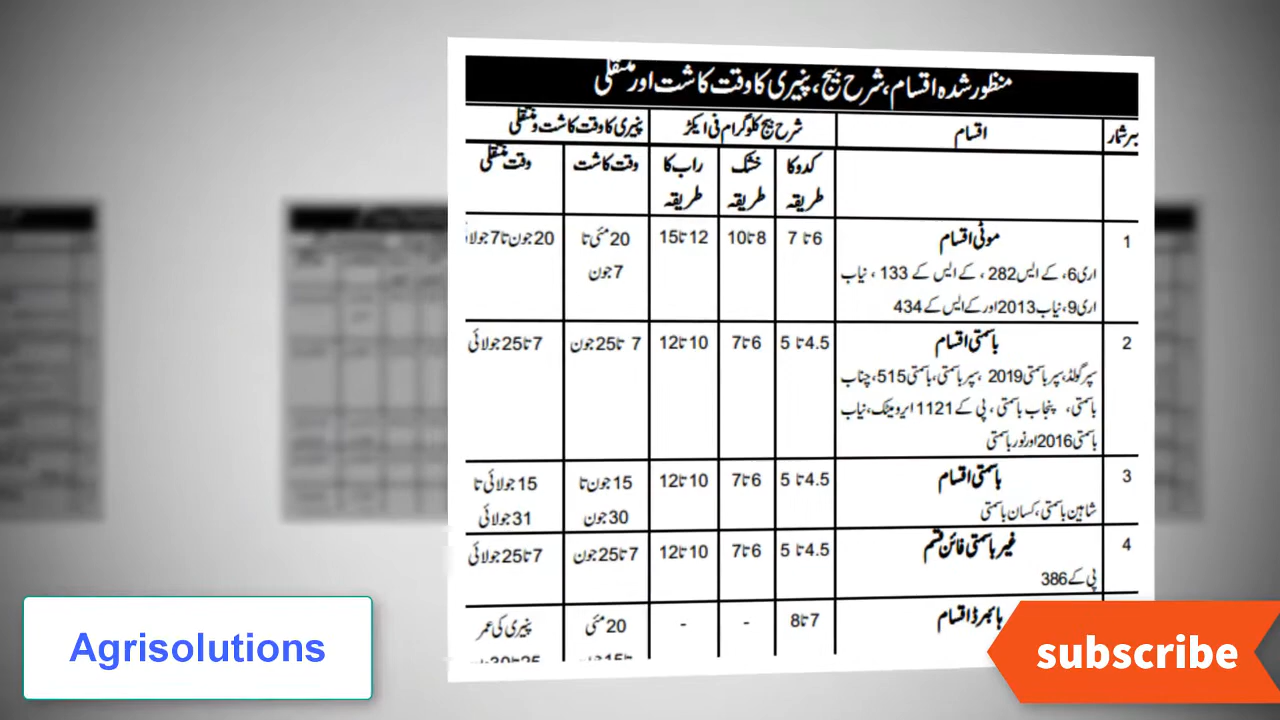 منظور شدہ اقسام، شرح بیج، پنیری کا وقت کاشت اور منتقلی
نمبر شمار اقسام شرح بیج کلوگرام فی ایکڑ پنیری کا وقت کاشت و منتقلی
کدو کا طریقہ خشک طریقہ راب کا طریقہ وقت کاشت وقت منتقلی
1 موٹی اقسام 6 تا 7 8 تا 10 12 تا 15 20 مئی تا 20 جون تا 7 جولائی
اری 6، کے ایس 282 ، کے ایس کے 133 ، نیاب 7 جون
اری 9، نیاب 2013 اور کے ایس کے 434
2 باسمتی اقسام 4.5 تا 5 6 تا 7 10 تا 12 7 تا 25 جون 7 تا 25 جولائی
سپر گولڈ، سپر باسمتی 2019 ، سپر باسمتی، باسمتی 515، چناب
باسمتی، پنجاب باسمتی ، پی کے 1121 ایرومیٹک، نیاب
باسمتی 2016 اور نور باسمتی
3 باسمتی اقسام 4.5 تا 5 6 تا 7 10 تا 12 15 جون تا 15 جولائی تا
شاہین باسمتی، کسان باسمتی 30 جون 31 جولائی
4 غیر باسمتی فائن قسم 4.5 تا 5 6 تا 7 10 تا 12 7 تا 25 جون 7 تا 25 جولائی
پی کے 386
ہائبرڈ اقسام 7 تا 8 - - 20 مئی پنیری کی عمر
Agrisolutions
subscribe